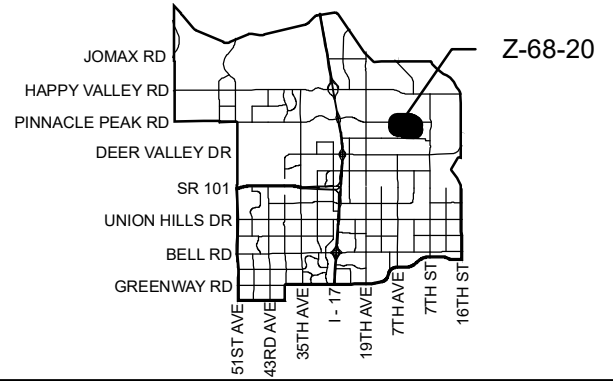 Z-68-20
JOMAX RD
HAPPY VALLEY RD
PINNACLE PEAK RD
DEER VALLEY DR
SR 101
UNION HILLS DR
BELL RD
GREENWAY RD
51ST AVE
43RD AVE
35TH AVE
I - 17
19TH AVE
7TH AVE
7TH ST
16TH ST